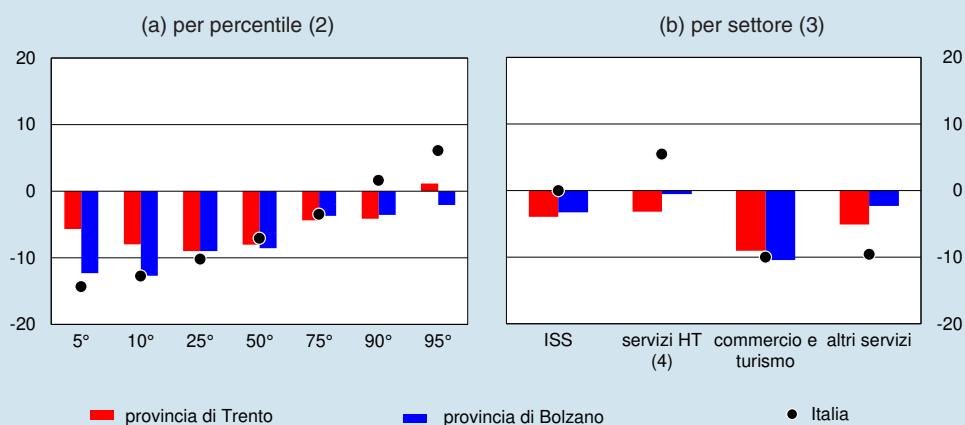 (a) per percentile (2)
(b) per settore (3)
20
10
0
-10
-20
5°
10°
25°
50°
75°
90°
95°
20
10
0
-10
-20
ISS
servizi HT
(4)
commercio e
turismo
altri servizi
provincia di Trento
provincia di Bolzano
Italia